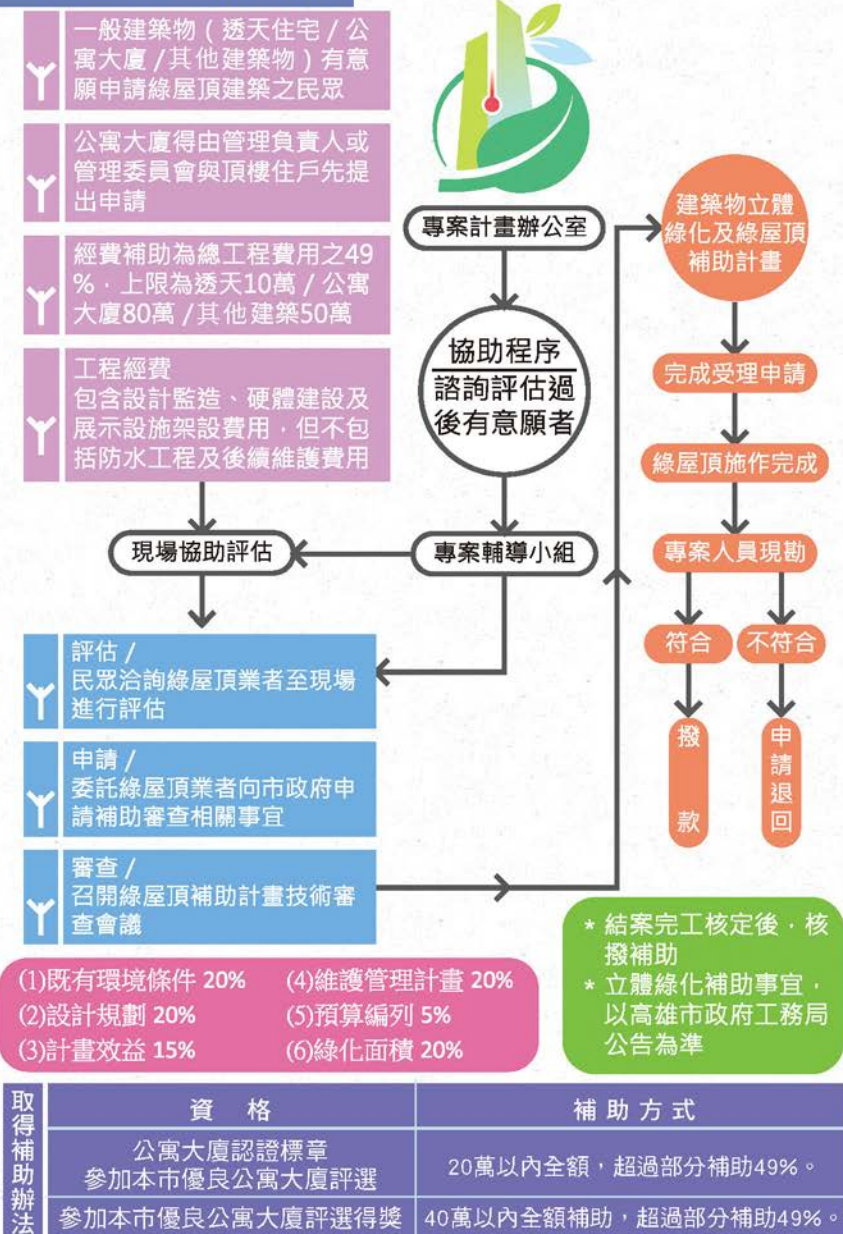 一般建築物(透天住宅/公
寓大廈/其他建築物)有意
願申請綠屋頂建築之民眾
公寓大廈得由管理負責人或
管理委員會與頂樓住戶先提
出申請
經費補助為總工程費用之49
%，上限為透天10萬/公寓
大廈80萬/其他建築50萬
工程經費
包含設計監造、硬體建設及
展示設施架設費用，但不包
括防水工程及後續維護費用
現場協助評估
專案計畫辦公室
協助程序
諮詢評估過
後有意願者
專案輔導小組
評估/
民眾洽詢綠屋頂業者至現場
進行評估
申請/
委託綠屋頂業者向市政府申
請補助審查相關事宜
審查/
召開綠屋頂補助計畫技術審
查會議
建築物立體
綠化及綠屋頂
補助計畫
完成受理申請
綠屋頂施作完成
專案人員現勘
符合
不符合
撥款
申請退回
* 結案完工核定後，核
撥補助
* 立體綠化補助事宜，
以高雄市政府工務局
公告為準
(1)既有環境條件 20%
(2)設計規劃 20%
(3)計畫效益 15%
(4)維護管理計畫 20%
(5)預算編列 5%
(6)綠化面積 20%
取得補助辦法
資 格
補助方式
公寓大廈認證標章
參加本市優良公寓大廈評選
20萬以內全額，超過部分補助49%。
參加本市優良公寓大廈評選得獎
40萬以內全額補助，超過部分補助49%。